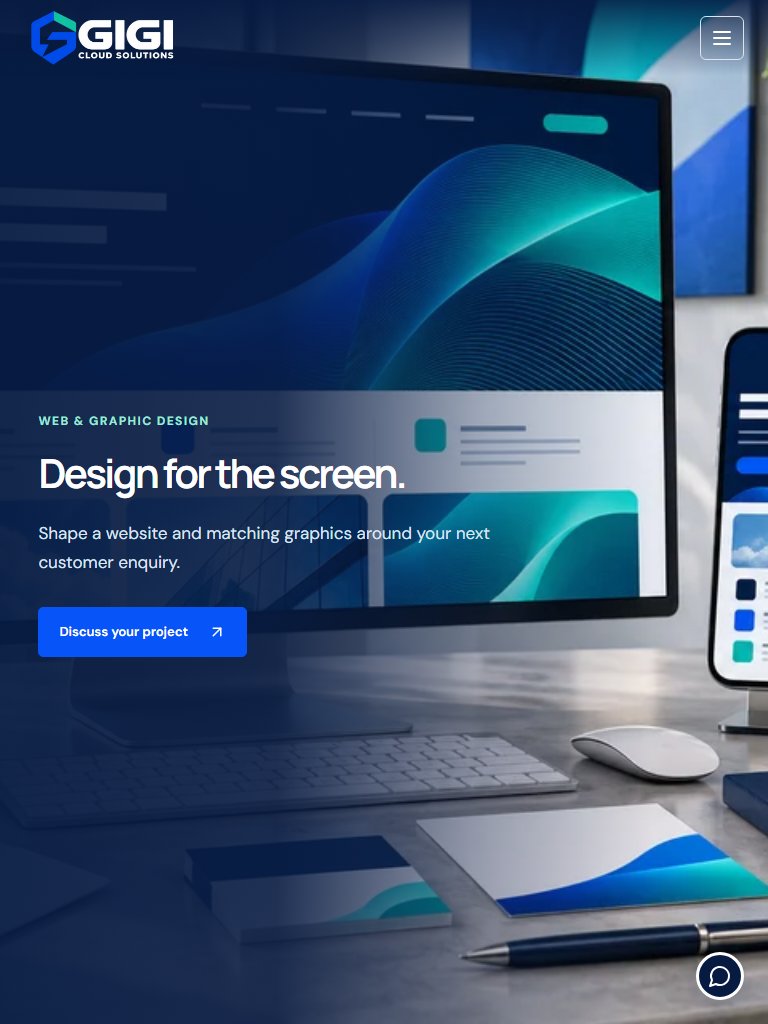 GIGI
CLOUD SOLUTIONS
WEB & GRAPHIC DESIGN
Design for the screen.
Shape a website and matching graphics around your next
customer enquiry.
Discuss your project